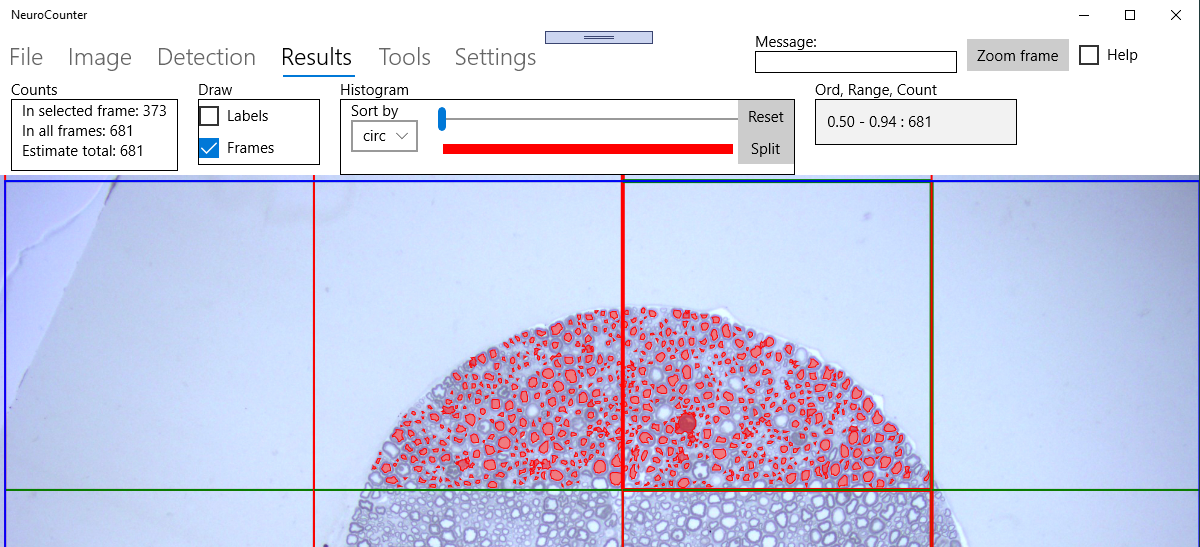 NeuroCounter
File Image Detection Results Tools Settings
Message:
Zoom frame
Help
Counts
In selected frame: 373
In all frames: 681
Estimate total: 681
Draw
Labels
Frames
Histogram
Sort by
circ
Reset
Split
Ord, Range, Count
0.50 - 0.94 : 681